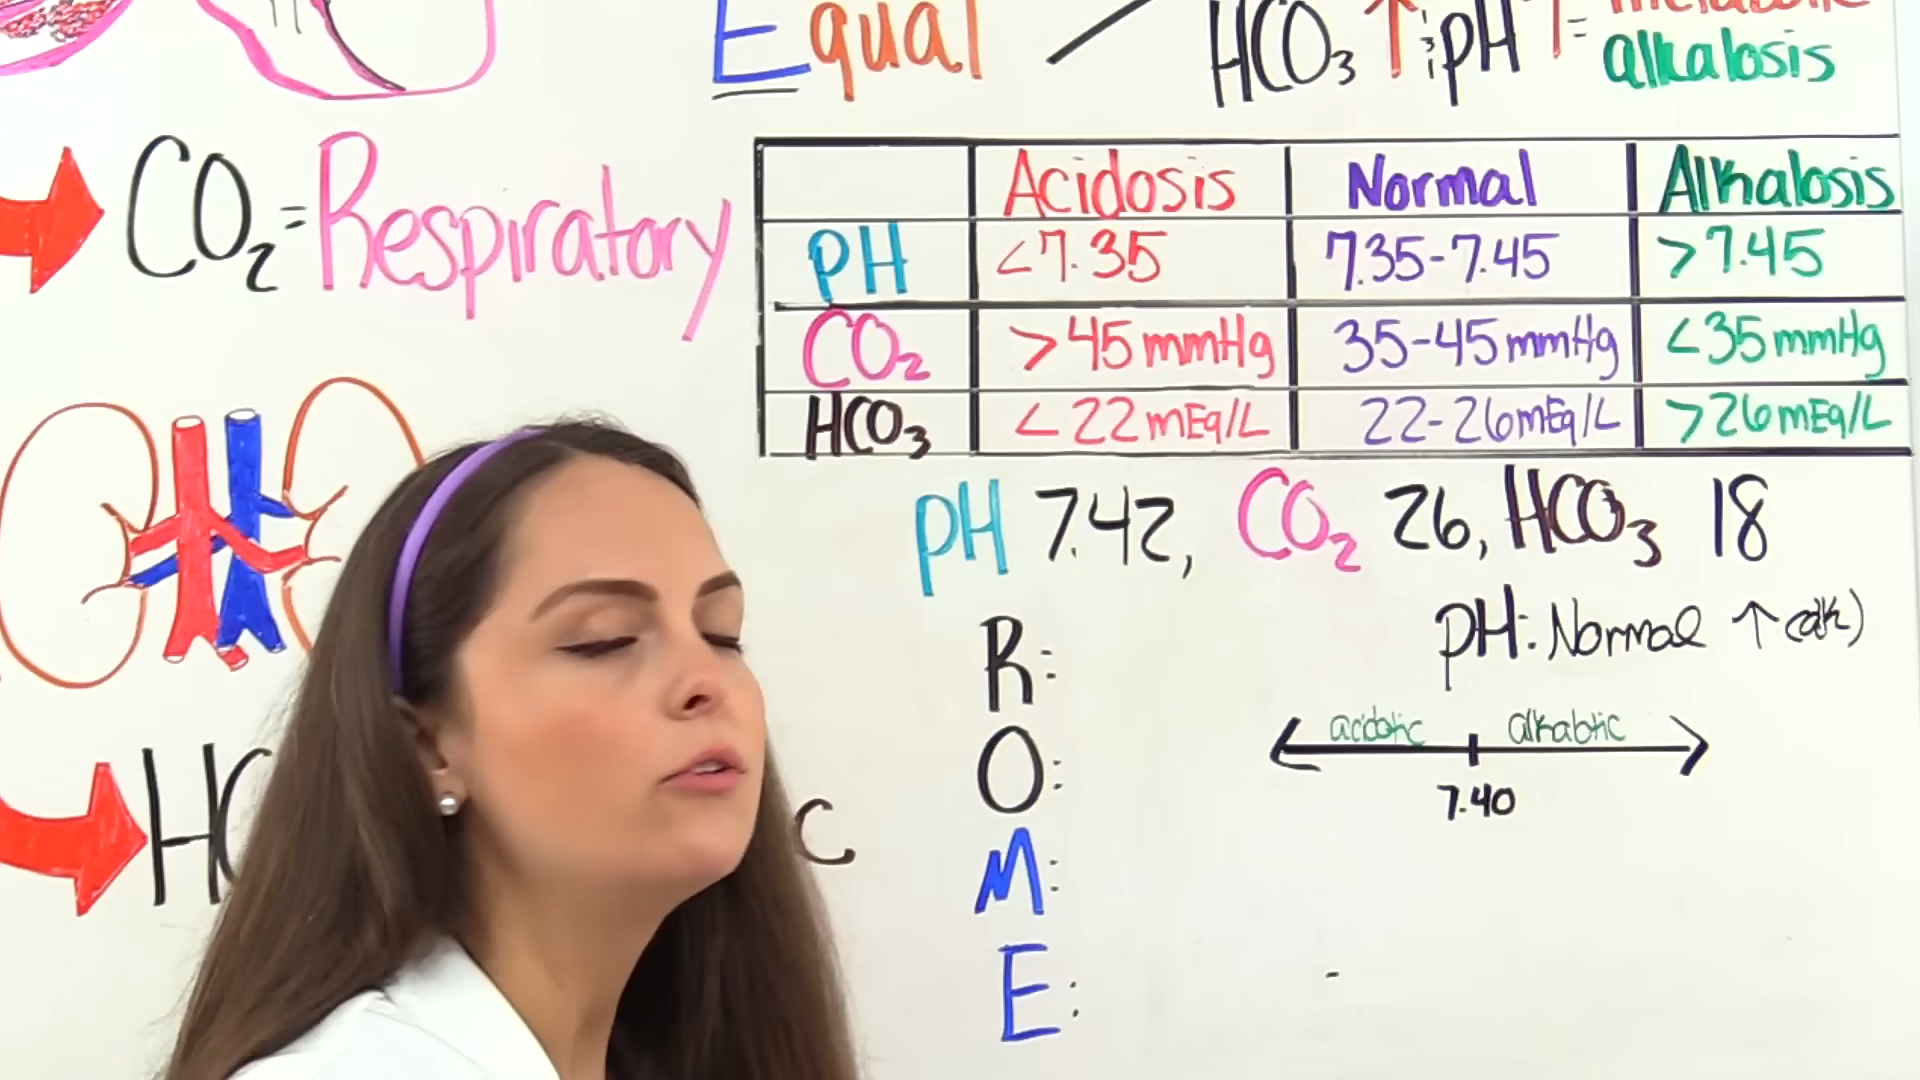 Equal
HCO3 ↑ : pH ↑ =
alkalosis
CO2 = Respiratory
Acidosis Normal Alkalosis
pH <7.35 7.35-7.45 >7.45
CO2 >45 mmHg 35-45 mmHg <35 mmHg
HCO3 <22 mEq/L 22-26 mEq/L >26 mEq/L
pH 7.42, CO2 26, HCO3 18
pH: Normal ↑ (alk)
R:
acidotic alkalotic
O:
7.40
M:
E: